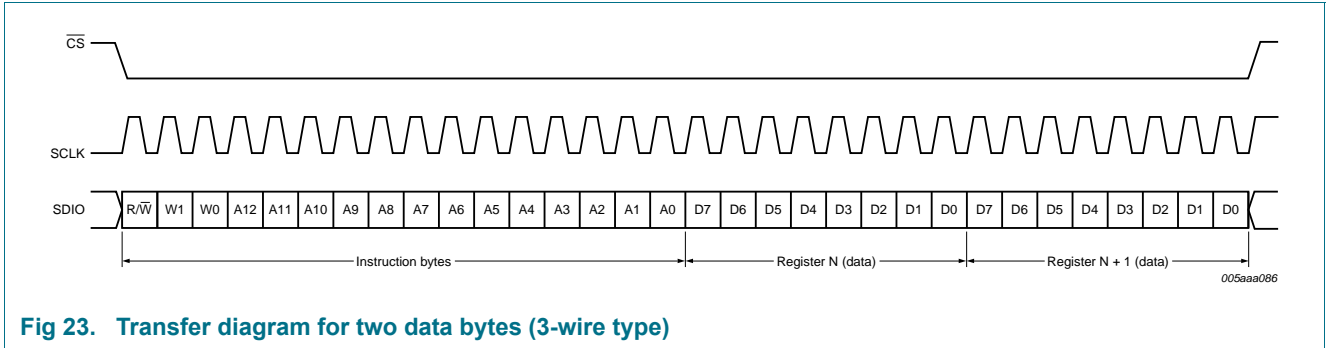 CS
SCLK
SDIO R/W W1 W0 A12 A11 A10 A9 A8 A7 A6 A5 A4 A3 A2 A1 A0 D7 D6 D5 D4 D3 D2 D1 D0 D7 D6 D5 D4 D3 D2 D1 D0
Instruction bytes Register N (data) Register N + 1 (data)
005aaa086
Fig 23. Transfer diagram for two data bytes (3-wire type)